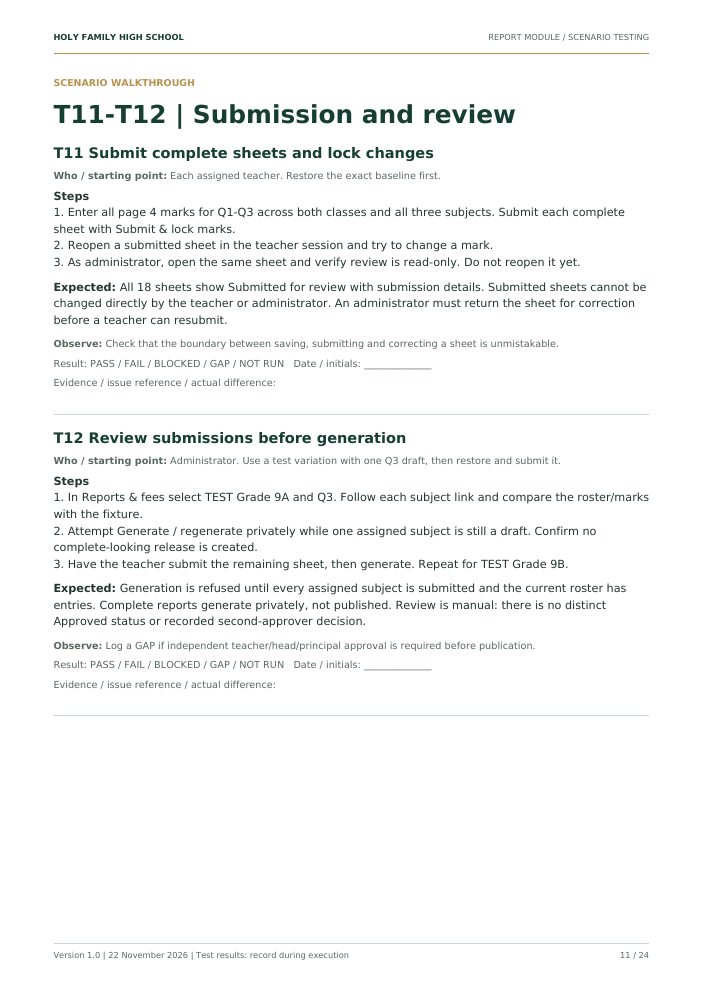 HOLY FAMILY HIGH SCHOOL
REPORT MODULE / SCENARIO TESTING
SCENARIO WALKTHROUGH
T11-T12 | Submission and review
T11 Submit complete sheets and lock changes
Who / starting point: Each assigned teacher. Restore the exact baseline first.
Steps
1. Enter all page 4 marks for Q1-Q3 across both classes and all three subjects. Submit each complete
sheet with Submit & lock marks.
2. Reopen a submitted sheet in the teacher session and try to change a mark.
3. As administrator, open the same sheet and verify review is read-only. Do not reopen it yet.
Expected: All 18 sheets show Submitted for review with submission details. Submitted sheets cannot be
changed directly by the teacher or administrator. An administrator must return the sheet for correction
before a teacher can resubmit.
Observe: Check that the boundary between saving, submitting and correcting a sheet is unmistakable.
Result: PASS / FAIL / BLOCKED / GAP / NOT RUN   Date / initials: ______________
Evidence / issue reference / actual difference:
T12 Review submissions before generation
Who / starting point: Administrator. Use a test variation with one Q3 draft, then restore and submit it.
Steps
1. In Reports & fees select TEST Grade 9A and Q3. Follow each subject link and compare the roster/marks
with the fixture.
2. Attempt Generate / regenerate privately while one assigned subject is still a draft. Confirm no
complete-looking release is created.
3. Have the teacher submit the remaining sheet, then generate. Repeat for TEST Grade 9B.
Expected: Generation is refused until every assigned subject is submitted and the current roster has
entries. Complete reports generate privately, not published. Review is manual: there is no distinct
Approved status or recorded second-approver decision.
Observe: Log a GAP if independent teacher/head/principal approval is required before publication.
Result: PASS / FAIL / BLOCKED / GAP / NOT RUN   Date / initials: ______________
Evidence / issue reference / actual difference:
Version 1.0 | 22 November 2026 | Test results: record during execution
11 / 24